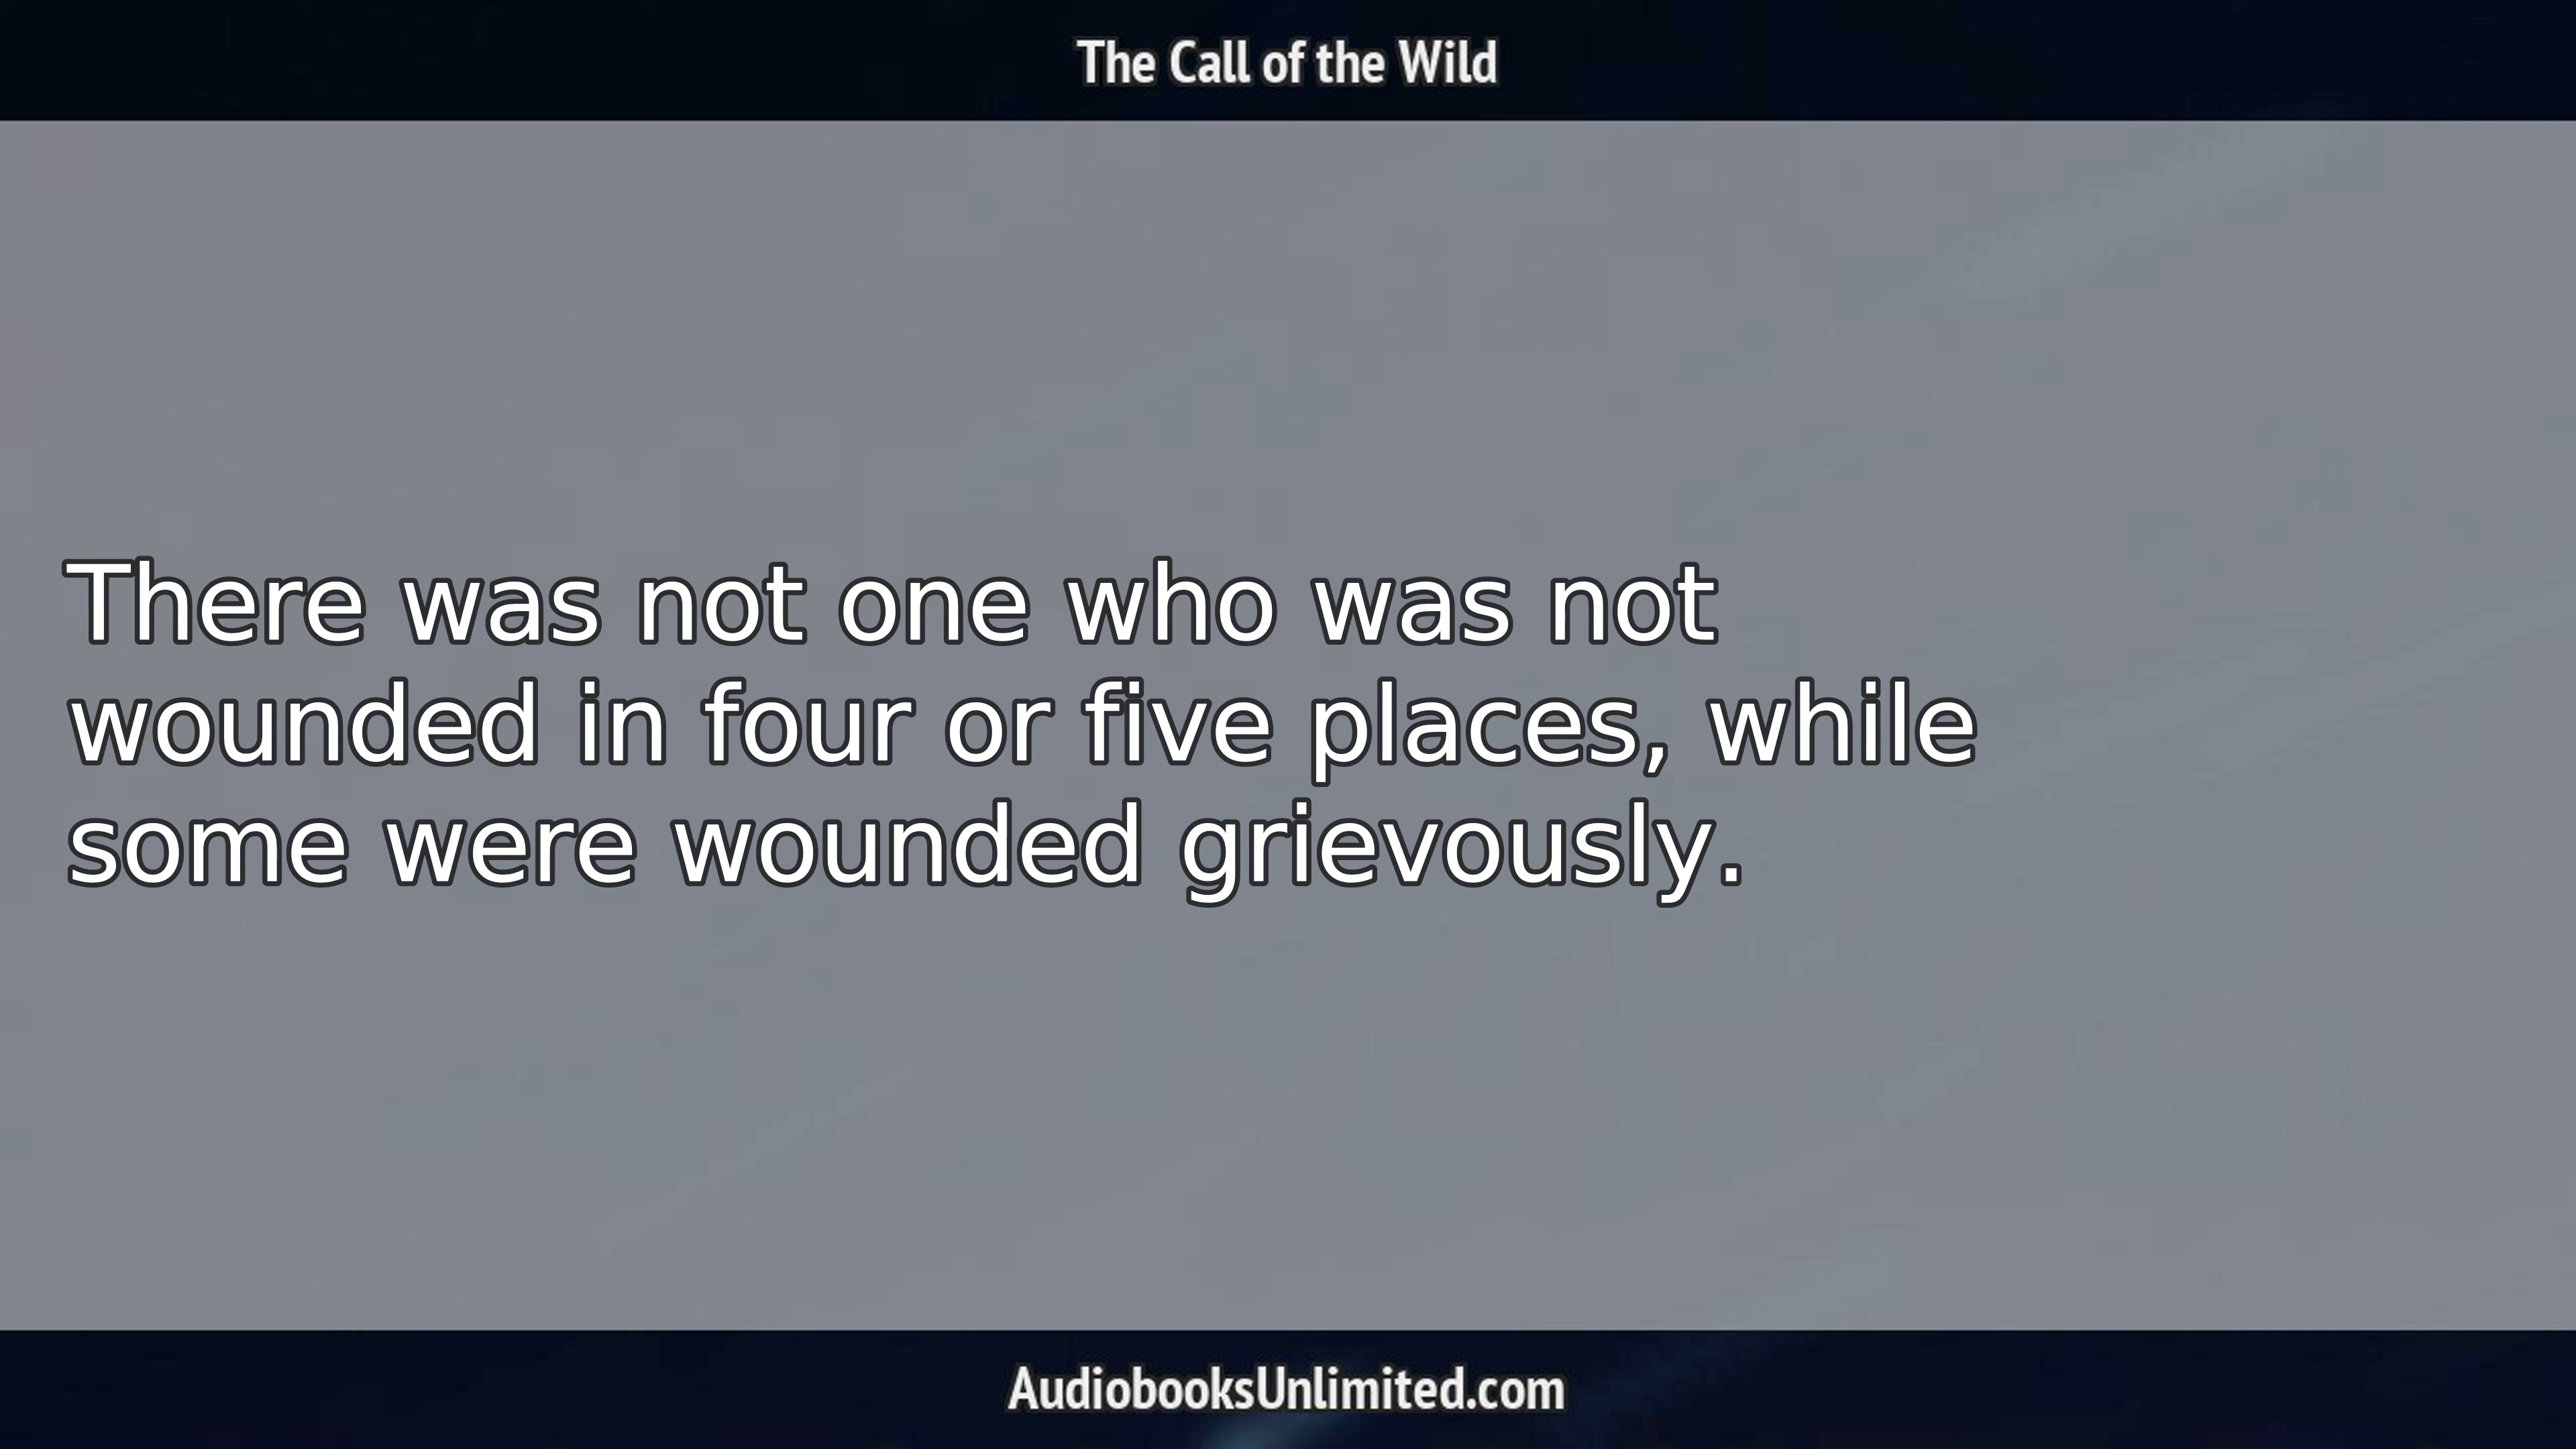 The Call of the Wild
There was not one who was not
wounded in four or five places, while
some were wounded grievously.
AudiobooksUnlimited.com